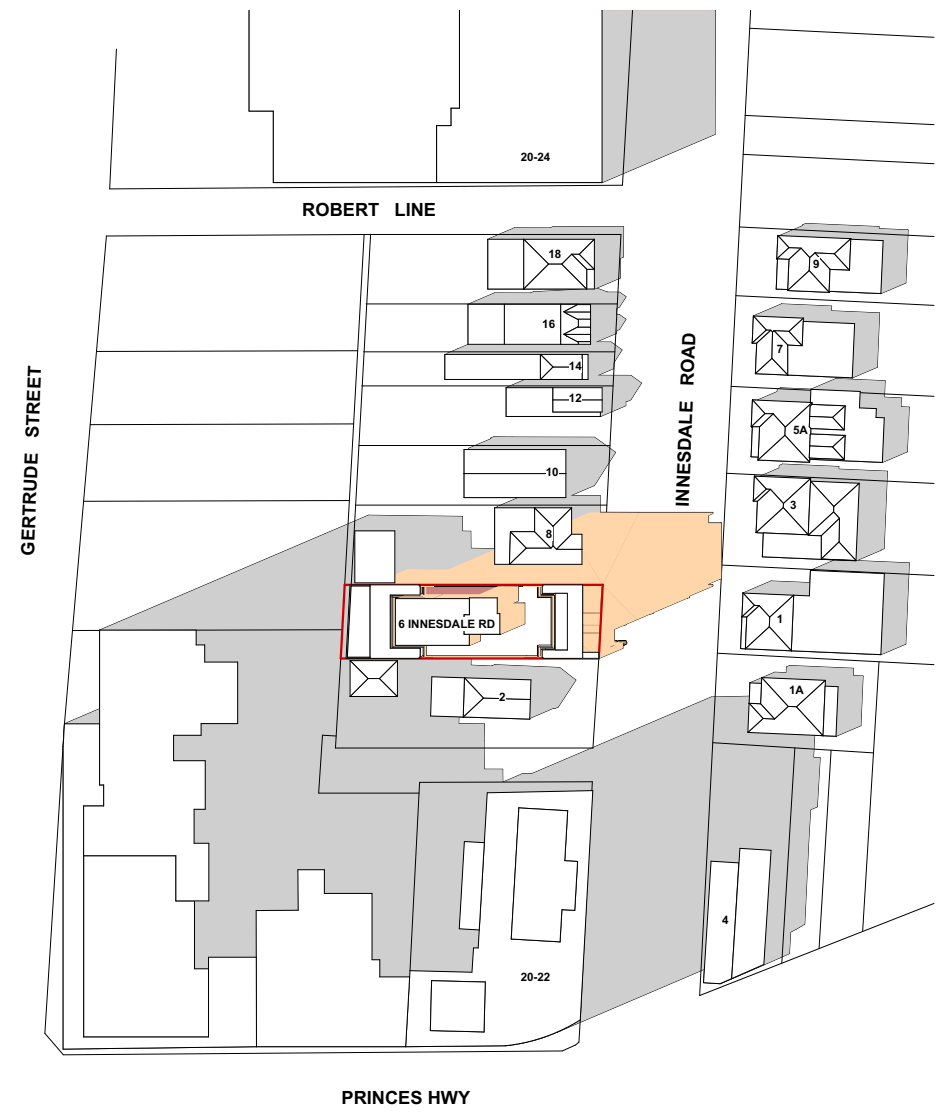 20-24
ROBERT LINE
18
9
16
7
14
12
5A
GERTRUDE STREET
INNESDALE ROAD
10
3
8
6 INNESDALE RD
1
2
1A
4
20-22
PRINCES HWY